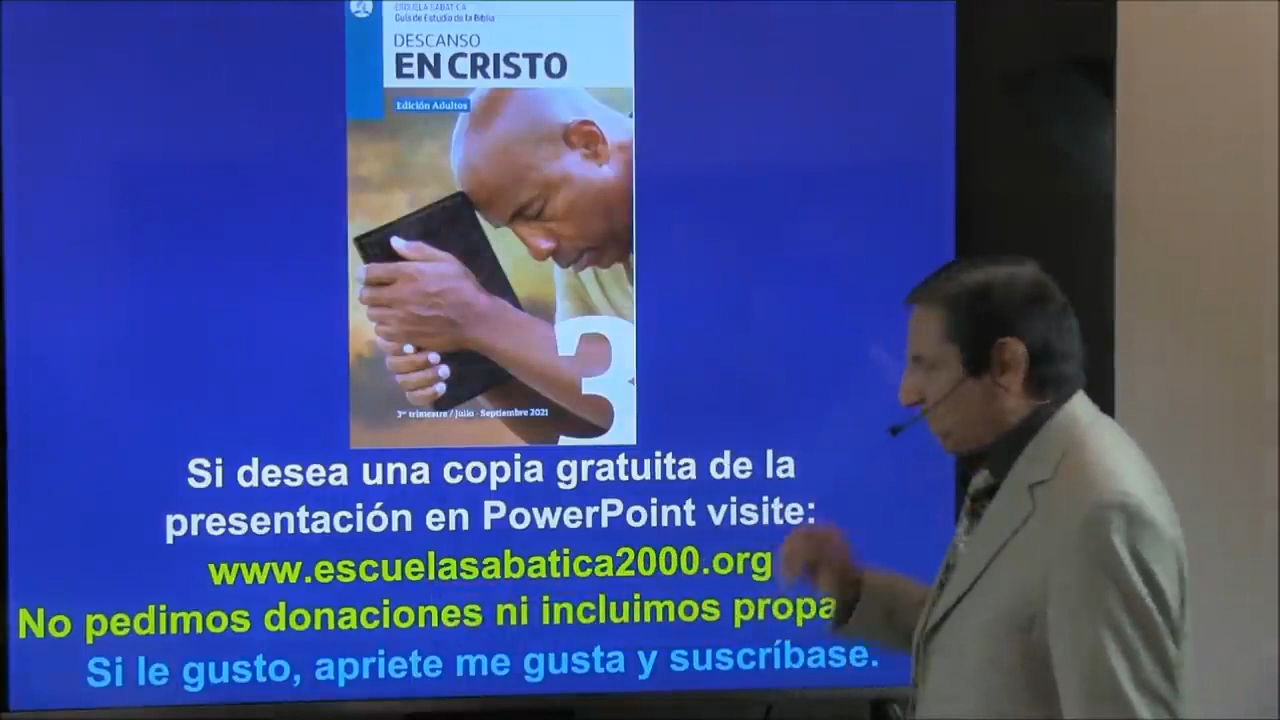 ESCUELA SABATICA
Guía de Estudio de la Biblia
DESCANSO
EN CRISTO
Edición Adultos
3
3er trimestre / Julio - Septiembre 2021
Si desea una copia gratuita de la
presentación en PowerPoint visite:
www.escuelasabatica2000.org
No pedimos donaciones ni incluimos propa
Si le gusto, apriete me gusta y suscríbase.